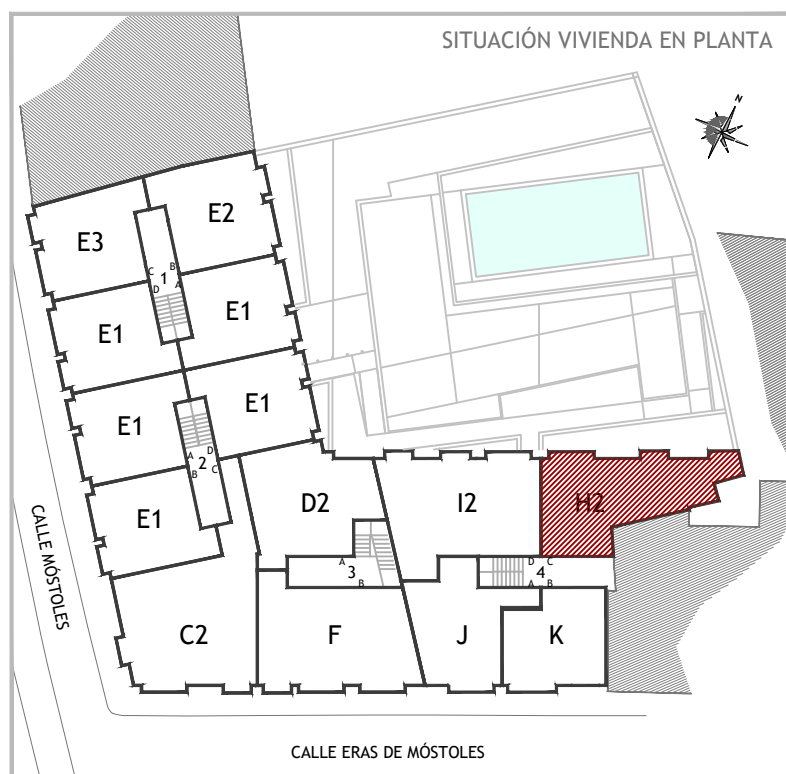 SITUACIÓN VIVIENDA EN PLANTA
N
E3
E2
C B
1
D A
E1
E1
E1
E1
A D
2
B C
E1
D2
I2
H2
A
3
B
D C
4
A B
C2
F
J
K
CALLE MÓSTOLES
CALLE ERAS DE MÓSTOLES